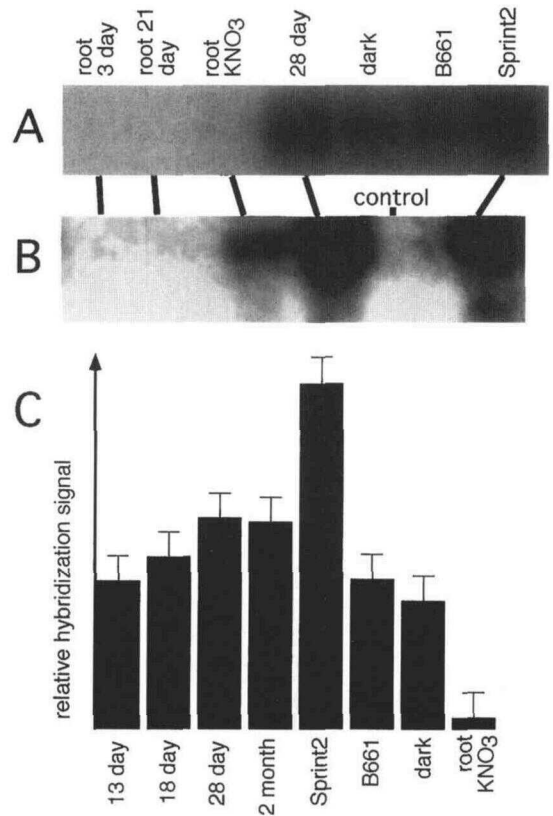 root
3 day
root 21
day
root
KNO3
28 day
dark
B661
Sprint2
A
control
B
C
relative hybridization signal
13 day
18 day
28 day
2 month
Sprint2
B661
dark
root
KNO3